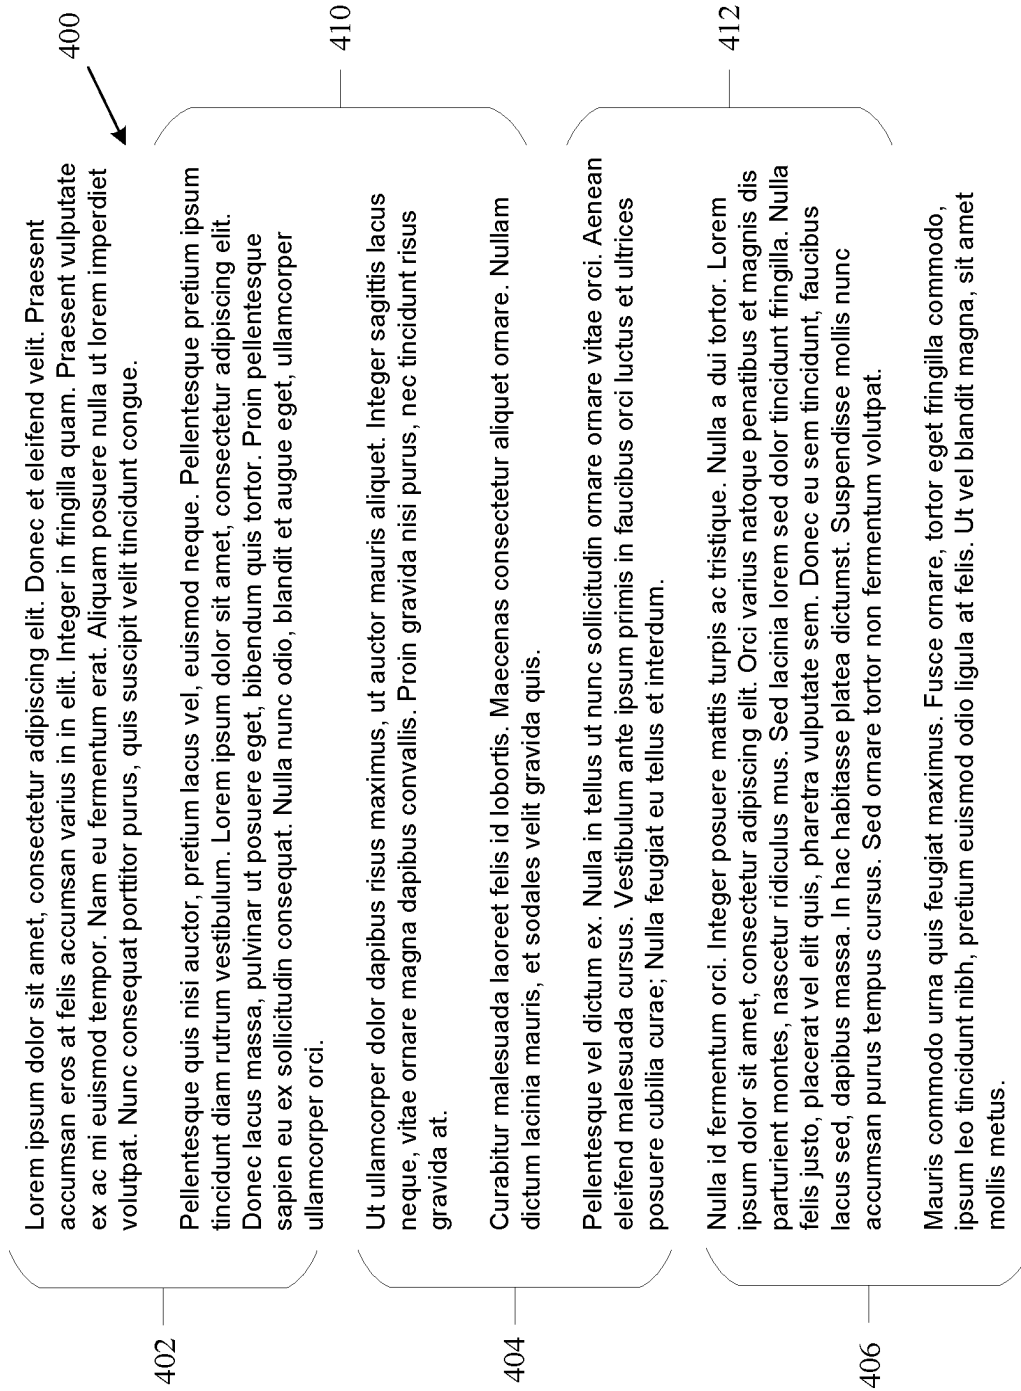 400
Lorem ipsum dolor sit amet, consectetur adipiscing elit. Donec et eleifend velit. Praesent
accumsan eros at felis accumsan varius in in elit. Integer in fringilla quam. Praesent vulputate
ex ac mi euismod tempor. Nam eu fermentum erat. Aliquam posuere nulla ut lorem imperdiet
volutpat. Nunc consequat porttitor purus, quis suscipit velit tincidunt congue.
402
Pellentesque quis nisi auctor, pretium lacus vel, euismod neque. Pellentesque pretium ipsum
tincidunt diam rutrum vestibulum. Lorem ipsum dolor sit amet, consectetur adipiscing elit.
Donec lacus massa, pulvinar ut posuere eget, bibendum quis tortor. Proin pellentesque
sapien eu ex sollicitudin consequat. Nulla nunc odio, blandit et augue eget, ullamcorper
ullamcorper orci.
410
Ut ullamcorper dolor dapibus risus maximus, ut auctor mauris aliquet. Integer sagittis lacus
neque, vitae ornare magna dapibus convallis. Proin gravida nisi purus, nec tincidunt risus
gravida at.
404
Curabitur malesuada laoreet felis id lobortis. Maecenas consectetur aliquet ornare. Nullam
dictum lacinia mauris, et sodales velit gravida quis.
Pellentesque vel dictum ex. Nulla in tellus ut nunc sollicitudin ornare ornare vitae orci. Aenean
eleifend malesuada cursus. Vestibulum ante ipsum primis in faucibus orci luctus et ultrices
posuere cubilia curae; Nulla feugiat eu tellus et interdum.
412
Nulla id fermentum orci. Integer posuere mattis turpis ac tristique. Nulla a dui tortor. Lorem
ipsum dolor sit amet, consectetur adipiscing elit. Orci varius natoque penatibus et magnis dis
parturient montes, nascetur ridiculus mus. Sed lacinia lorem sed dolor tincidunt fringilla. Nulla
felis justo, placerat vel elit quis, pharetra vulputate sem. Donec eu sem tincidunt, faucibus
lacus sed, dapibus massa. In hac habitasse platea dictumst. Suspendisse mollis nunc
accumsan purus tempus cursus. Sed ornare tortor non fermentum volutpat.
406
Mauris commodo urna quis feugiat maximus. Fusce ornare, tortor eget fringilla commodo,
ipsum leo tincidunt nibh, pretium euismod odio ligula at felis. Ut vel blandit magna, sit amet
mollis metus.